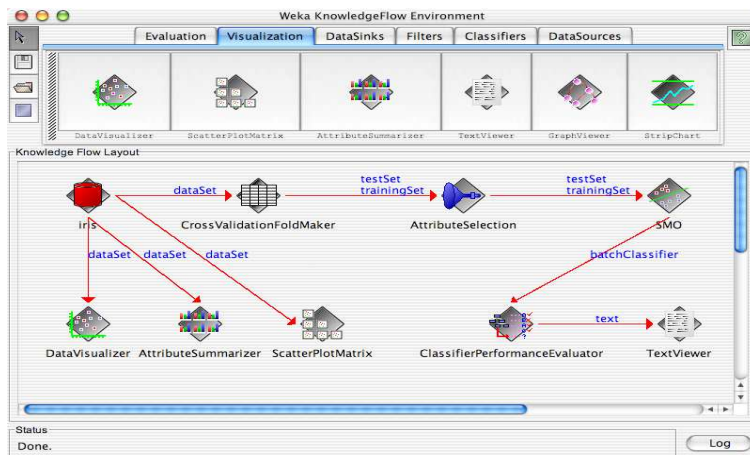 Weka KnowledgeFlow Environment
Evaluation Visualization DataSinks Filters Classifiers DataSources
DataVisualizer ScatterPlotMatrix AttributeSummarizer TextViewer GraphViewer StripChart
Knowledge Flow Layout
testSet testSet
dataSet trainingSet trainingSet
iris CrossValidationFoldMaker AttributeSelection SMO
dataSet dataSet dataSet batchClassifier
text
DataVisualizer AttributeSummarizer ScatterPlotMatrix ClassifierPerformanceEvaluator TextViewer
Status
Done.
Log